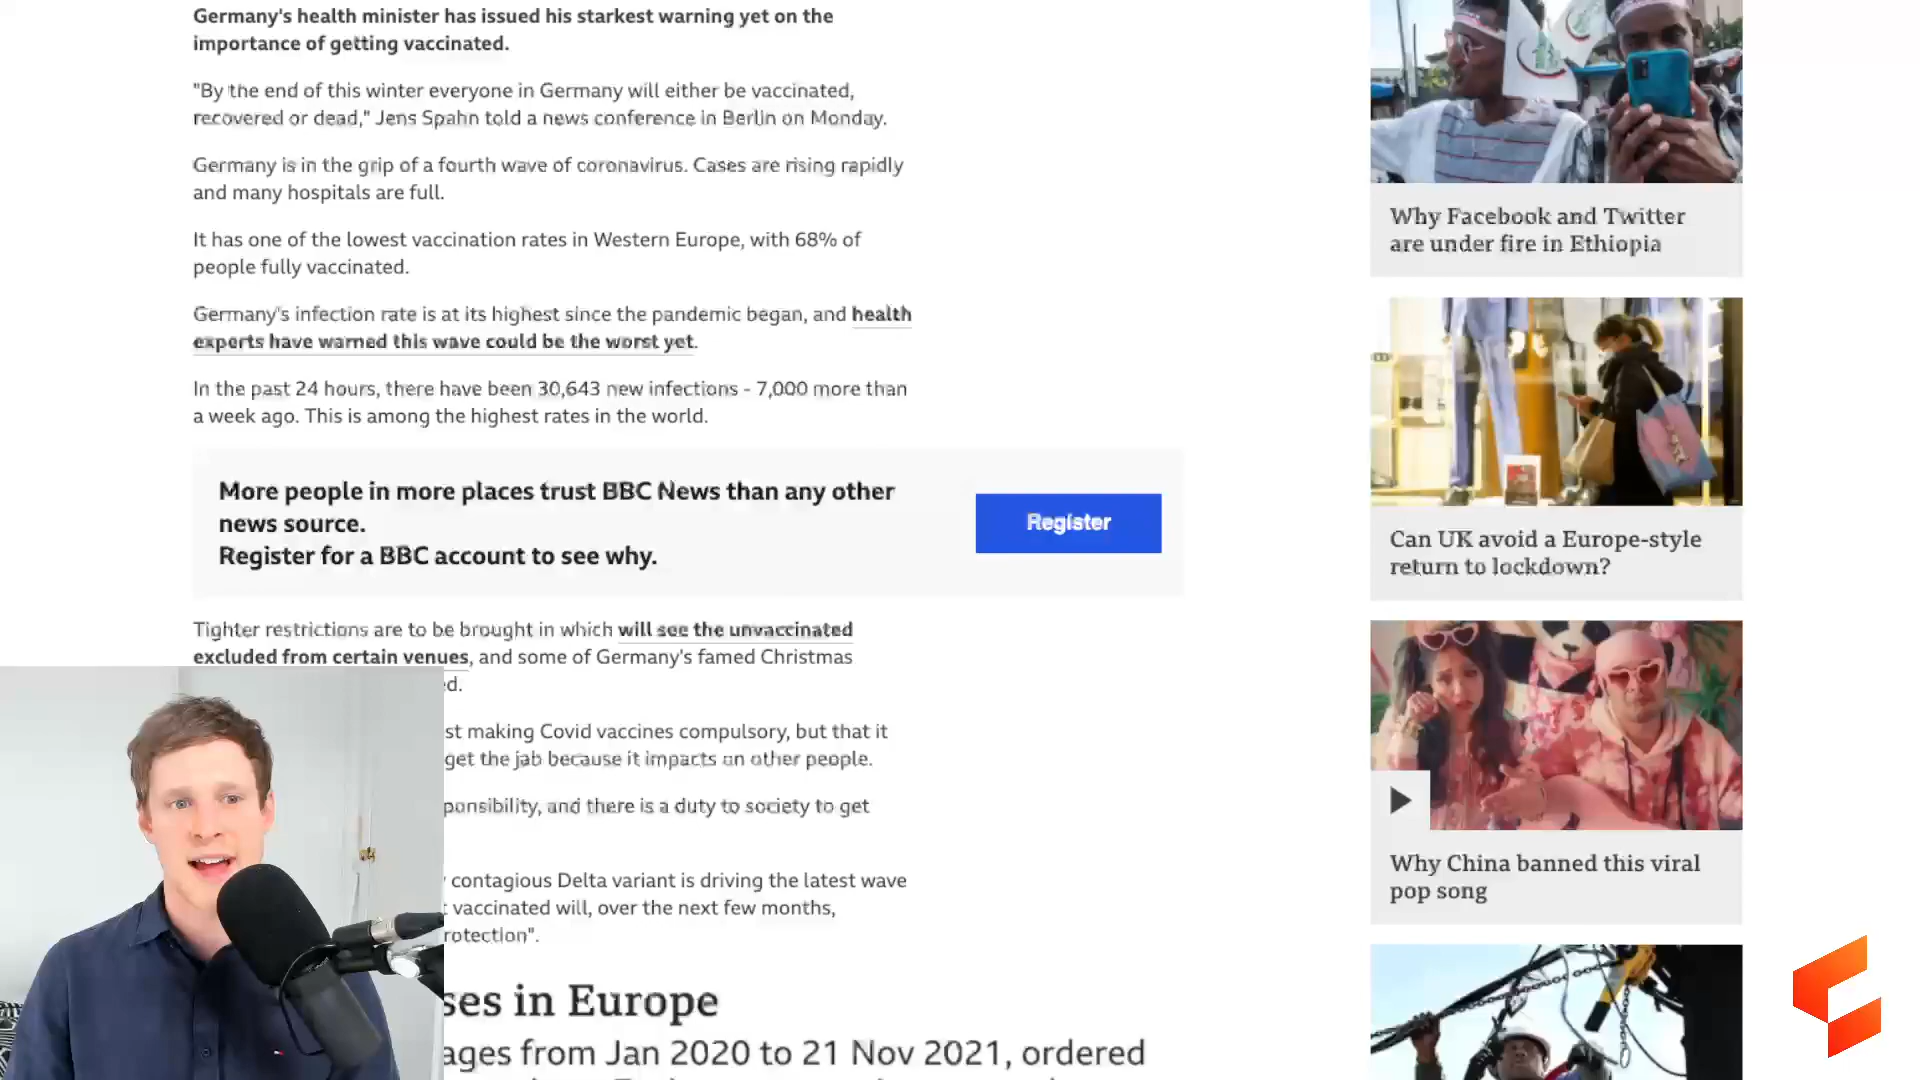 Germany's health minister has issued his starkest warning yet on the
importance of getting vaccinated.
"By the end of this winter everyone in Germany will either be vaccinated,
recovered or dead," Jens Spahn told a news conference in Berlin on Monday.
Germany is in the grip of a fourth wave of coronavirus. Cases are rising rapidly
and many hospitals are full.
It has one of the lowest vaccination rates in Western Europe, with 68% of
people fully vaccinated.
Germany's infection rate is at its highest since the pandemic began, and health
experts have warned this wave could be the worst yet.
In the past 24 hours, there have been 30,643 new infections - 7,000 more than
a week ago. This is among the highest rates in the world.
More people in more places trust BBC News than any other
news source.
Register for a BBC account to see why.
Register
Tighter restrictions are to be brought in which will see the unvaccinated
excluded from certain venues, and some of Germany's famed Christmas
d.
st making Covid vaccines compulsory, but that it
get the jab because it impacts on other people.
ponsibility, and there is a duty to society to get
contagious Delta variant is driving the latest wave
t vaccinated will, over the next few months,
rotection".
ses in Europe
ages from Jan 2020 to 21 Nov 2021, ordered
Why Facebook and Twitter
are under fire in Ethiopia
Can UK avoid a Europe-style
return to lockdown?
Why China banned this viral
pop song